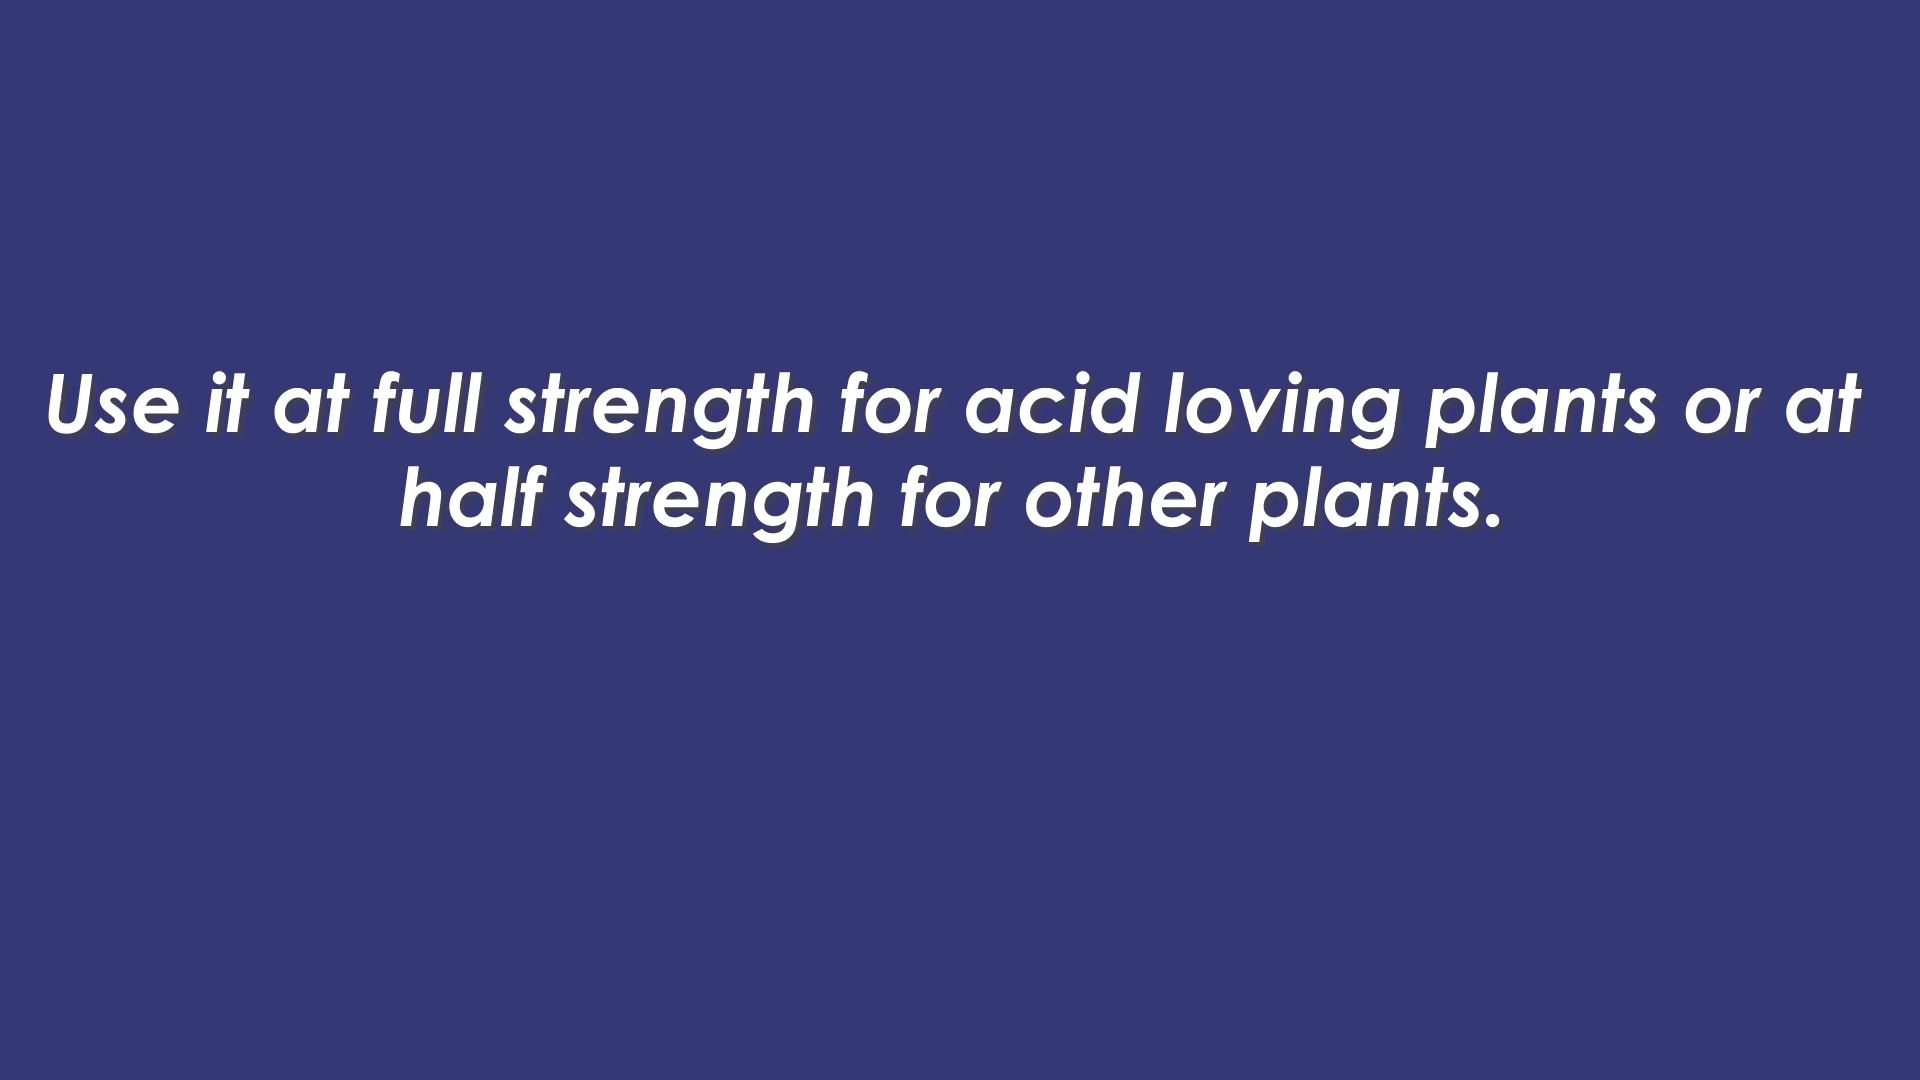 Use it at full strength for acid loving plants or at
half strength for other plants.